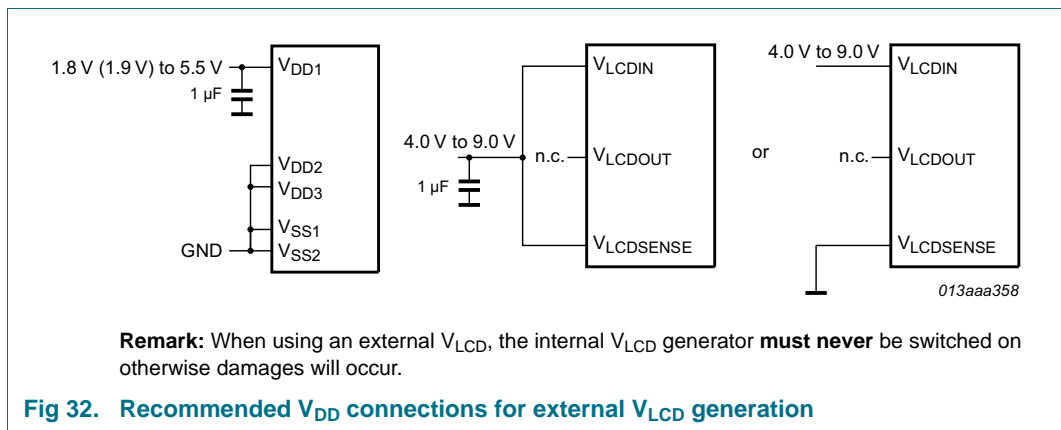 1.8 V (1.9 V) to 5.5 V
1 µF
VDD1
VDD2
VDD3
VSS1
GND
VSS2
4.0 V to 9.0 V
1 µF
VLCDIN
n.c.
VLCDOUT
VLCDSENSE
or
4.0 V to 9.0 V
VLCDIN
n.c.
VLCDOUT
VLCDSENSE
013aaa358
Remark: When using an external VLCD, the internal VLCD generator must never be switched on
otherwise damages will occur.
Fig 32. Recommended VDD connections for external VLCD generation